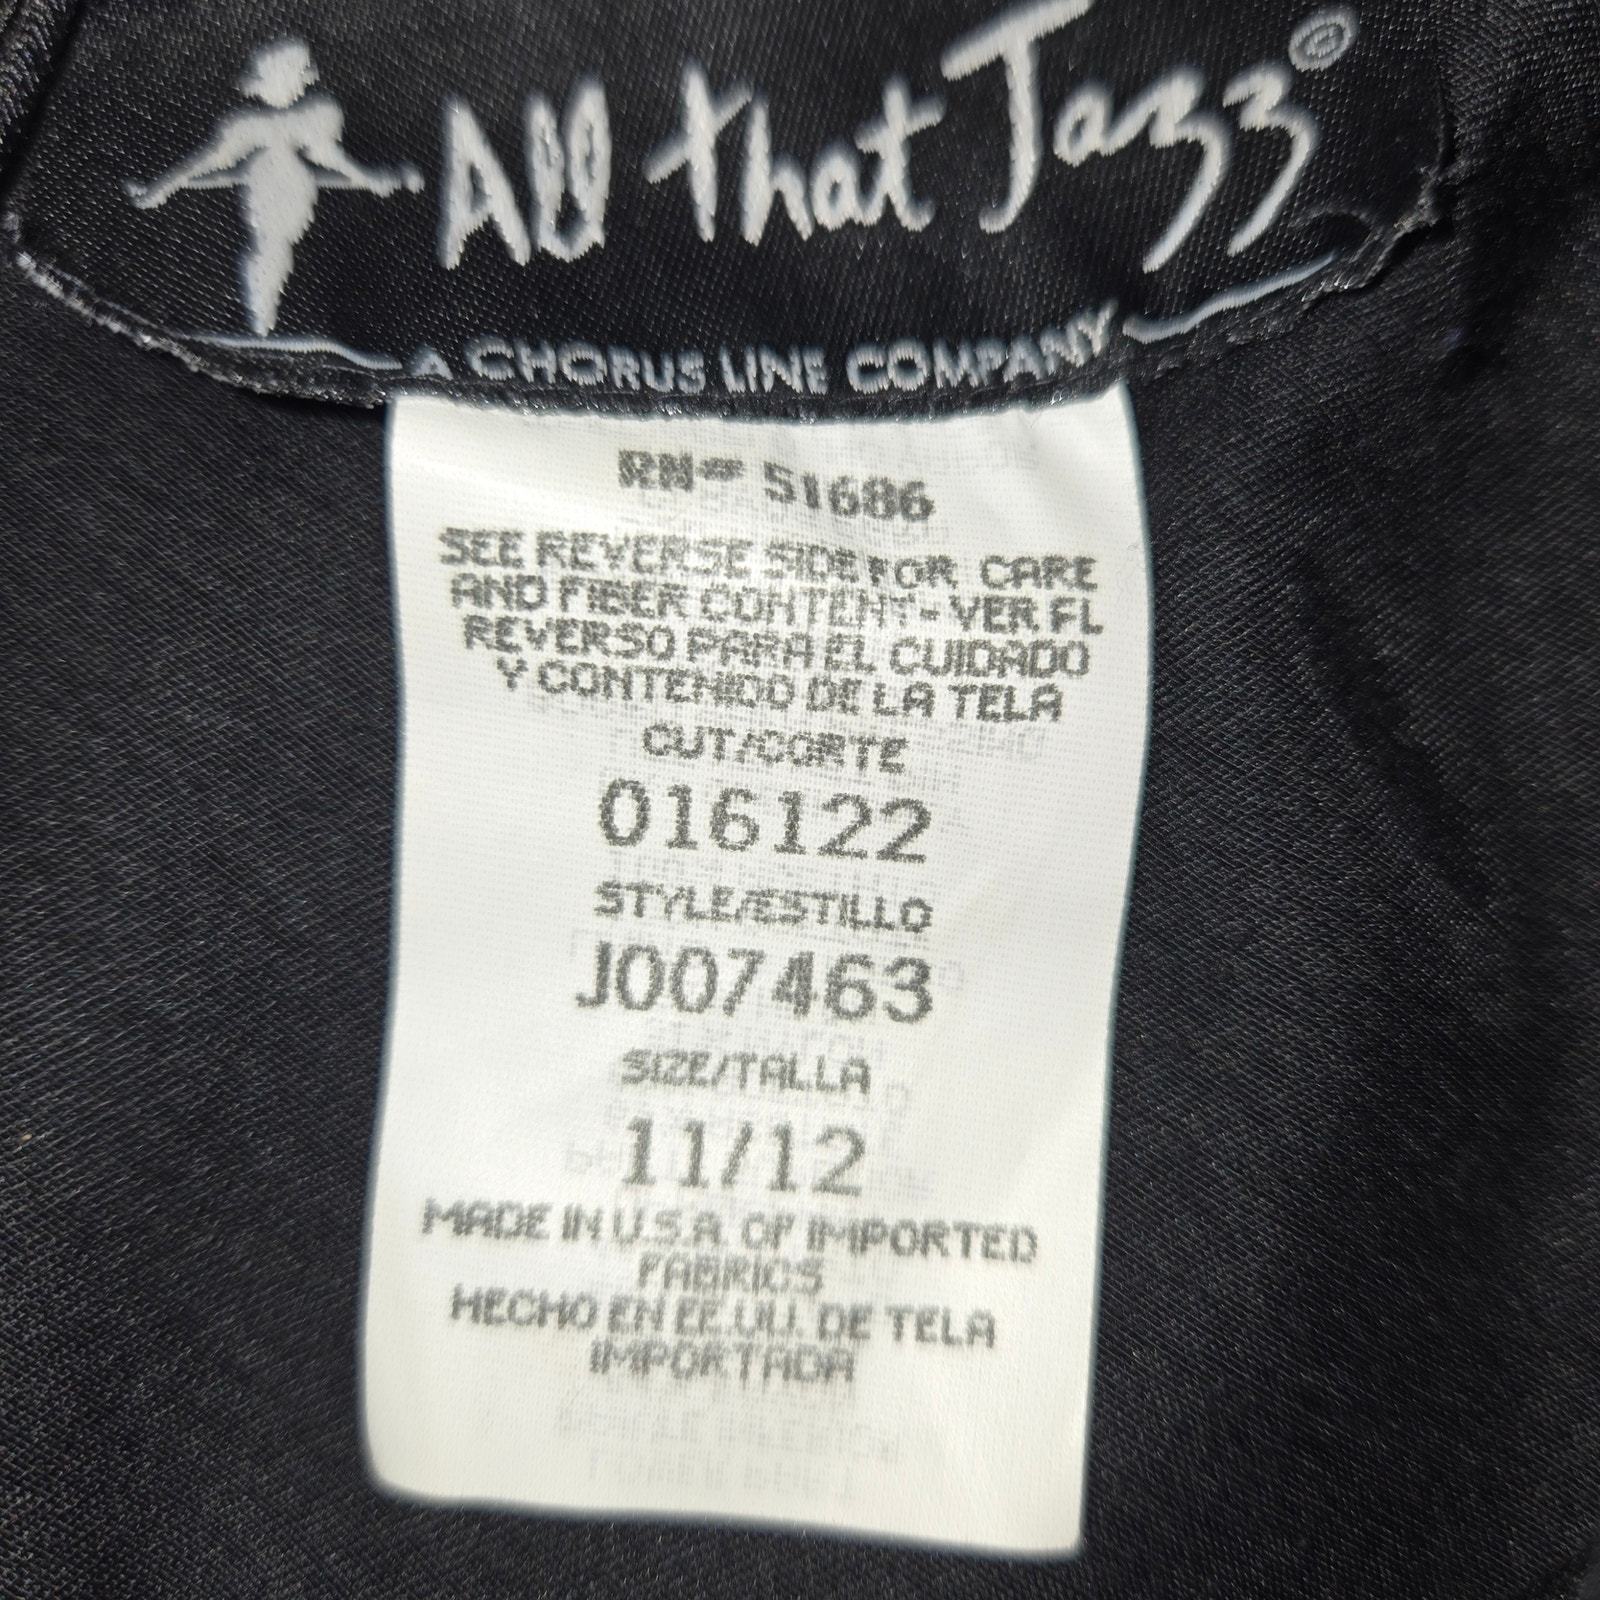 All that Jazz ©
A CHORUS LINE COMPANY
RN# 51686
SEE REVERSE SIDE FOR CARE
AND FIBER CONTENT - VER EL
REVERSO PARA EL CUIDADO
Y CONTENIDO DE LA TELA
CUT/CORTE
016122
STYLE/ESTILLO
J007463
SIZE/TALLA
11/12
MADE IN U.S.A. OF IMPORTED
FABRICS
HECHO EN EE.UU. DE TELA
IMPORTADA